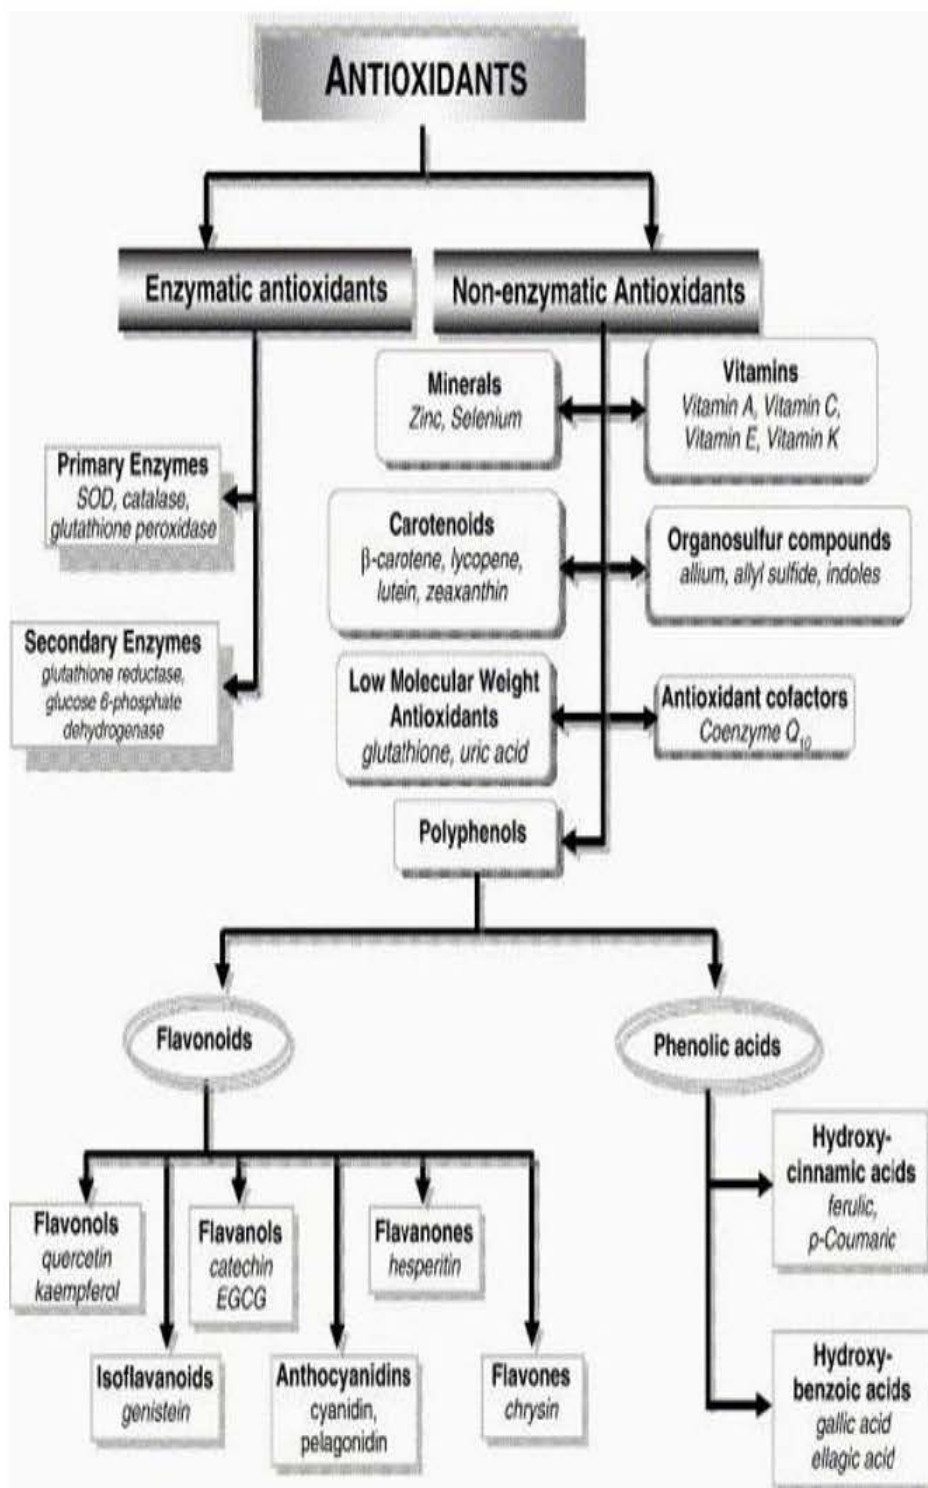 ANTIOXIDANTS
Enzymatic antioxidants
Non-enzymatic Antioxidants
Minerals
Zinc, Selenium
Vitamins
Vitamin A, Vitamin C,
Vitamin E, Vitamin K
Primary Enzymes
SOD, catalase,
glutathione peroxidase
Carotenoids
β-carotene, lycopene,
lutein, zeaxanthin
Organosulfur compounds
allium, allyl sulfide, indoles
Secondary Enzymes
glutathione reductase,
glucose 6-phosphate
dehydrogenase
Low Molecular Weight
Antioxidants
glutathione, uric acid
Antioxidant cofactors
Coenzyme Q10
Polyphenols
Flavonoids
Phenolic acids
Flavonols
quercetin
kaempferol
Flavanols
catechin
EGCG
Flavanones
hesperitin
Hydroxy-
cinnamic acids
ferulic,
p-Coumaric
Isoflavanoids
genistein
Anthocyanidins
cyanidin,
pelagonidin
Flavones
chrysin
Hydroxy-
benzoic acids
gallic acid
ellagic acid